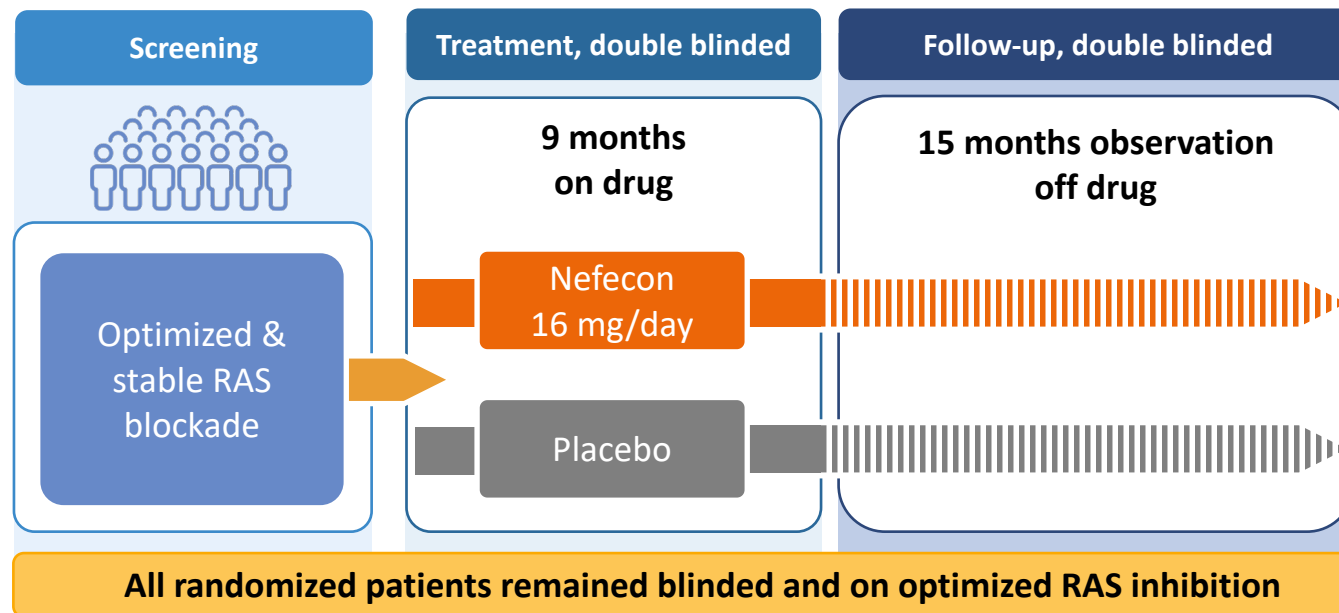 Screening
Treatment, double blinded
Follow-up, double blinded
Optimized &
stable RAS
blockade
9 months
on drug
Nefecon
16 mg/day
Placebo
15 months observation
off drug
All randomized patients remained blinded and on optimized RAS inhibition